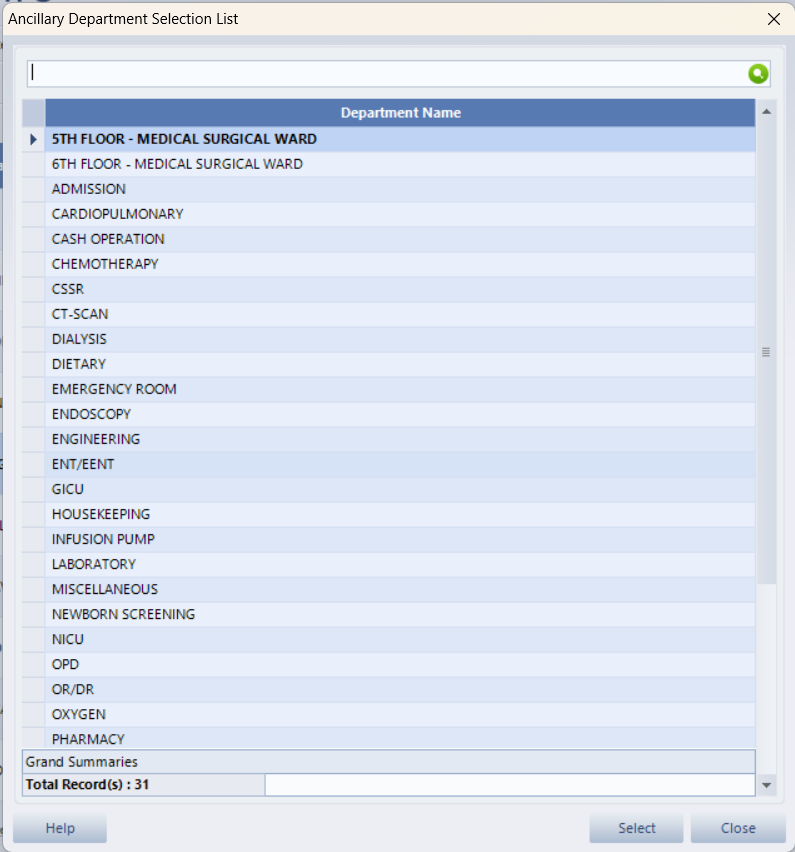 Ancillary Department Selection List
Department Name
5TH FLOOR - MEDICAL SURGICAL WARD
6TH FLOOR - MEDICAL SURGICAL WARD
ADMISSION
CARDIOPULMONARY
CASH OPERATION
CHEMOTHERAPY
CSSR
CT-SCAN
DIALYSIS
DIETARY
EMERGENCY ROOM
ENDOSCOPY
ENGINEERING
ENT/EENT
GICU
HOUSEKEEPING
INFUSION PUMP
LABORATORY
MISCELLANEOUS
NEWBORN SCREENING
NICU
OPD
OR/DR
OXYGEN
PHARMACY
Grand Summaries
Total Record(s) : 31
Help
Select
Close